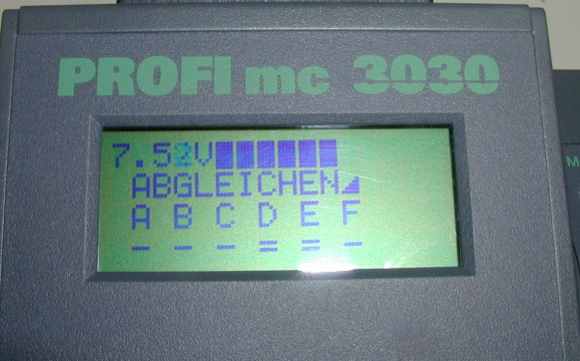 PROFI mc 3030
7.52V
ABGLEICHEN
A B C D E F
– – – = = –
M